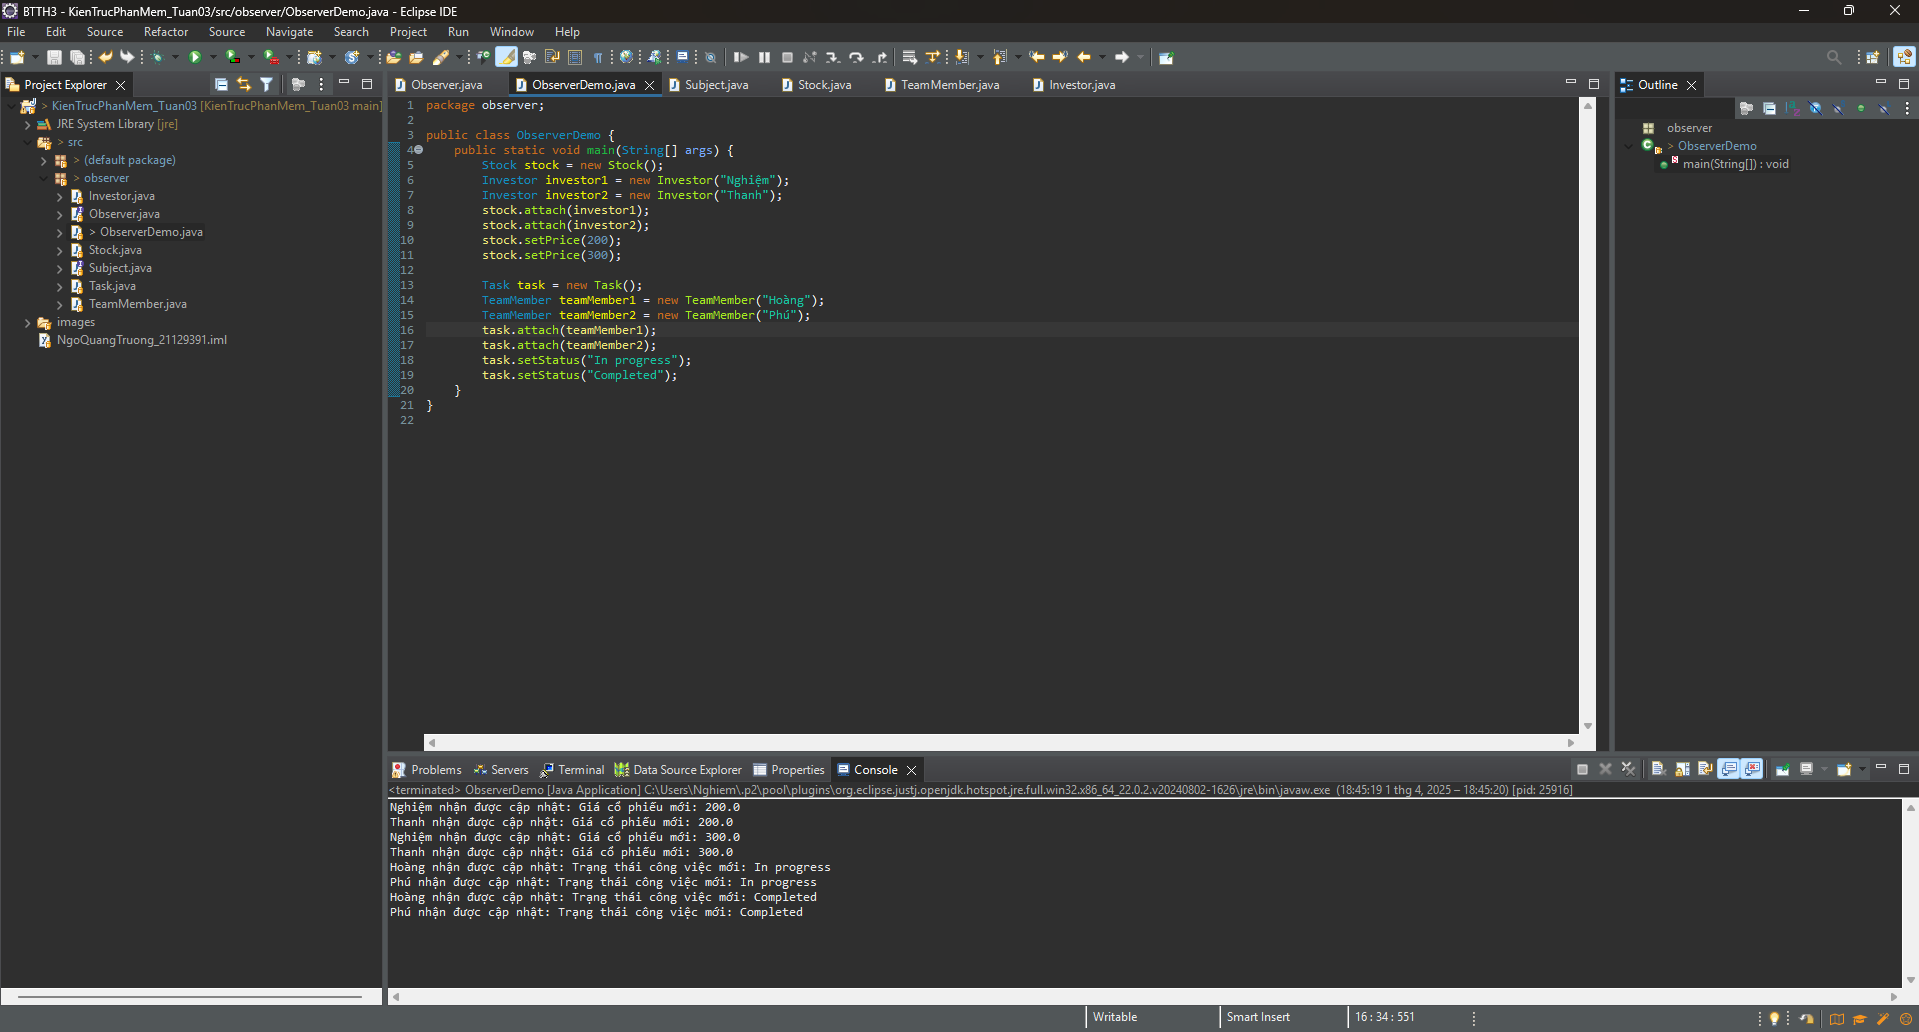 BTTH3 - KienTrucPhanMem_Tuan03/src/observer/ObserverDemo.java - Eclipse IDE
File Edit Source Refactor Source Navigate Search Project Run Window Help
Project Explorer
> KienTrucPhanMem_Tuan03 [KienTrucPhanMem_Tuan03 main]
JRE System Library [jre]
> src
> (default package)
> observer
Investor.java
Observer.java
> ObserverDemo.java
Stock.java
Subject.java
Task.java
TeamMember.java
images
NgoQuangTruong_21129391.iml
Observer.java ObserverDemo.java Subject.java Stock.java TeamMember.java Investor.java
1 package observer;
2
3 public class ObserverDemo {
4 public static void main(String[] args) {
5 Stock stock = new Stock();
6 Investor investor1 = new Investor("Nghiệm");
7 Investor investor2 = new Investor("Thanh");
8 stock.attach(investor1);
9 stock.attach(investor2);
10 stock.setPrice(200);
11 stock.setPrice(300);
12
13 Task task = new Task();
14 TeamMember teamMember1 = new TeamMember("Hoàng");
15 TeamMember teamMember2 = new TeamMember("Phú");
16 task.attach(teamMember1);
17 task.attach(teamMember2);
18 task.setStatus("In progress");
19 task.setStatus("Completed");
20 }
21 }
22
Outline
observer
> ObserverDemo
main(String[]) : void
Problems Servers Terminal Data Source Explorer Properties Console
<terminated> ObserverDemo [Java Application] C:\Users\Nghiem\.p2\pool\plugins\org.eclipse.justj.openjdk.hotspot.jre.full.win32.x86_64_22.0.2.v20240802-1626\jre\bin\javaw.exe (18:45:19 1 thg 4, 2025 – 18:45:20) [pid: 25916]
Nghiệm nhận được cập nhật: Giá cổ phiếu mới: 200.0
Thanh nhận được cập nhật: Giá cổ phiếu mới: 200.0
Nghiệm nhận được cập nhật: Giá cổ phiếu mới: 300.0
Thanh nhận được cập nhật: Giá cổ phiếu mới: 300.0
Hoàng nhận được cập nhật: Trạng thái công việc mới: In progress
Phú nhận được cập nhật: Trạng thái công việc mới: In progress
Hoàng nhận được cập nhật: Trạng thái công việc mới: Completed
Phú nhận được cập nhật: Trạng thái công việc mới: Completed
Writable Smart Insert 16 : 34 : 551